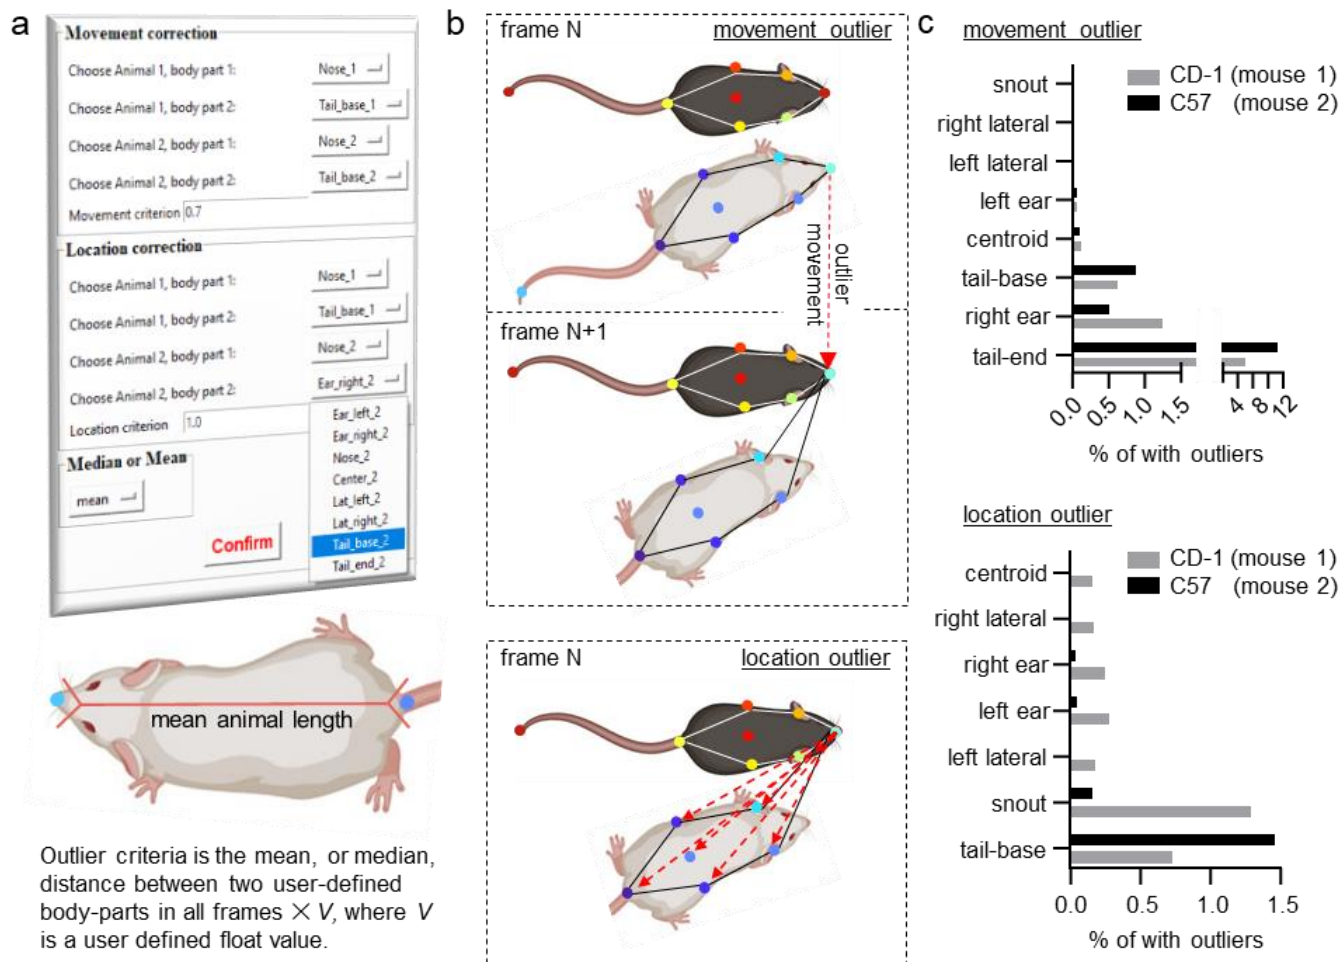 a
Movement correction
Choose Animal 1, body part 1:
Nose_1
Choose Animal 1, body part 2:
Tail_base_1
Choose Animal 2, body part 1:
Nose_2
Choose Animal 2, body part 2:
Tail_base_2
Movement criterion 0.7
Location correction
Choose Animal 1, body part 1:
Nose_1
Choose Animal 1, body part 2:
Tail_base_1
Choose Animal 2, body part 1:
Nose_2
Choose Animal 2, body part 2:
Ear_right_2
Location criterion 1.0
Ear_left_2
Ear_right_2
Nose_2
Center_2
Lat_left_2
Lat_right_2
Tail_base_2
Tail_end_2
Median or Mean
mean
Confirm
mean animal length
Outlier criteria is the mean, or median,
distance between two user-defined
body-parts in all frames × V, where V
is a user defined float value.
b
frame N
movement outlier
outlier
movement
frame N+1
frame N
location outlier
c
movement outlier
CD-1 (mouse 1)
C57 (mouse 2)
snout
right lateral
left lateral
left ear
centroid
tail-base
right ear
tail-end
0.0 0.5 1.0 1.5 4 8 12
% of with outliers
location outlier
CD-1 (mouse 1)
C57 (mouse 2)
centroid
right lateral
right ear
left ear
left lateral
snout
tail-base
0.0 0.5 1.0 1.5
% of with outliers